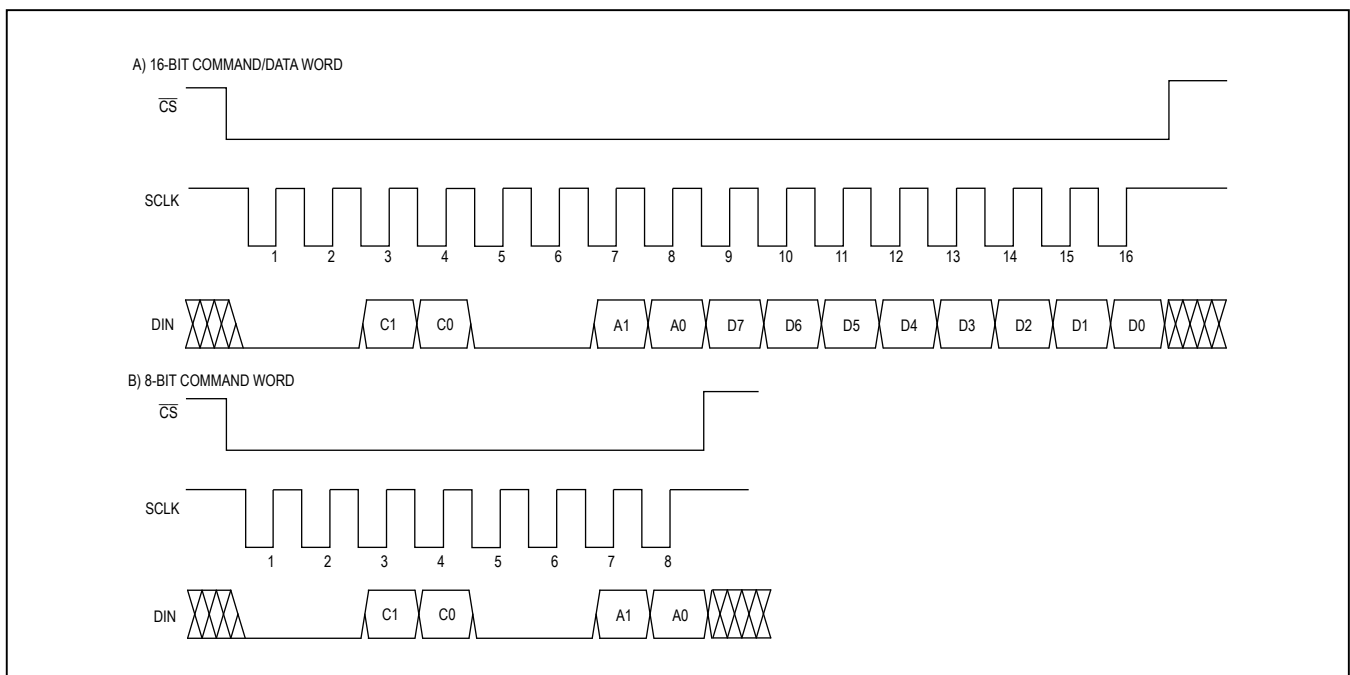 A) 16-BIT COMMAND/DATA WORD
CS
SCLK
1 2 3 4 5 6 7 8 9 10 11 12 13 14 15 16
DIN C1 C0 A1 A0 D7 D6 D5 D4 D3 D2 D1 D0
B) 8-BIT COMMAND WORD
CS
SCLK
1 2 3 4 5 6 7 8
DIN C1 C0 A1 A0